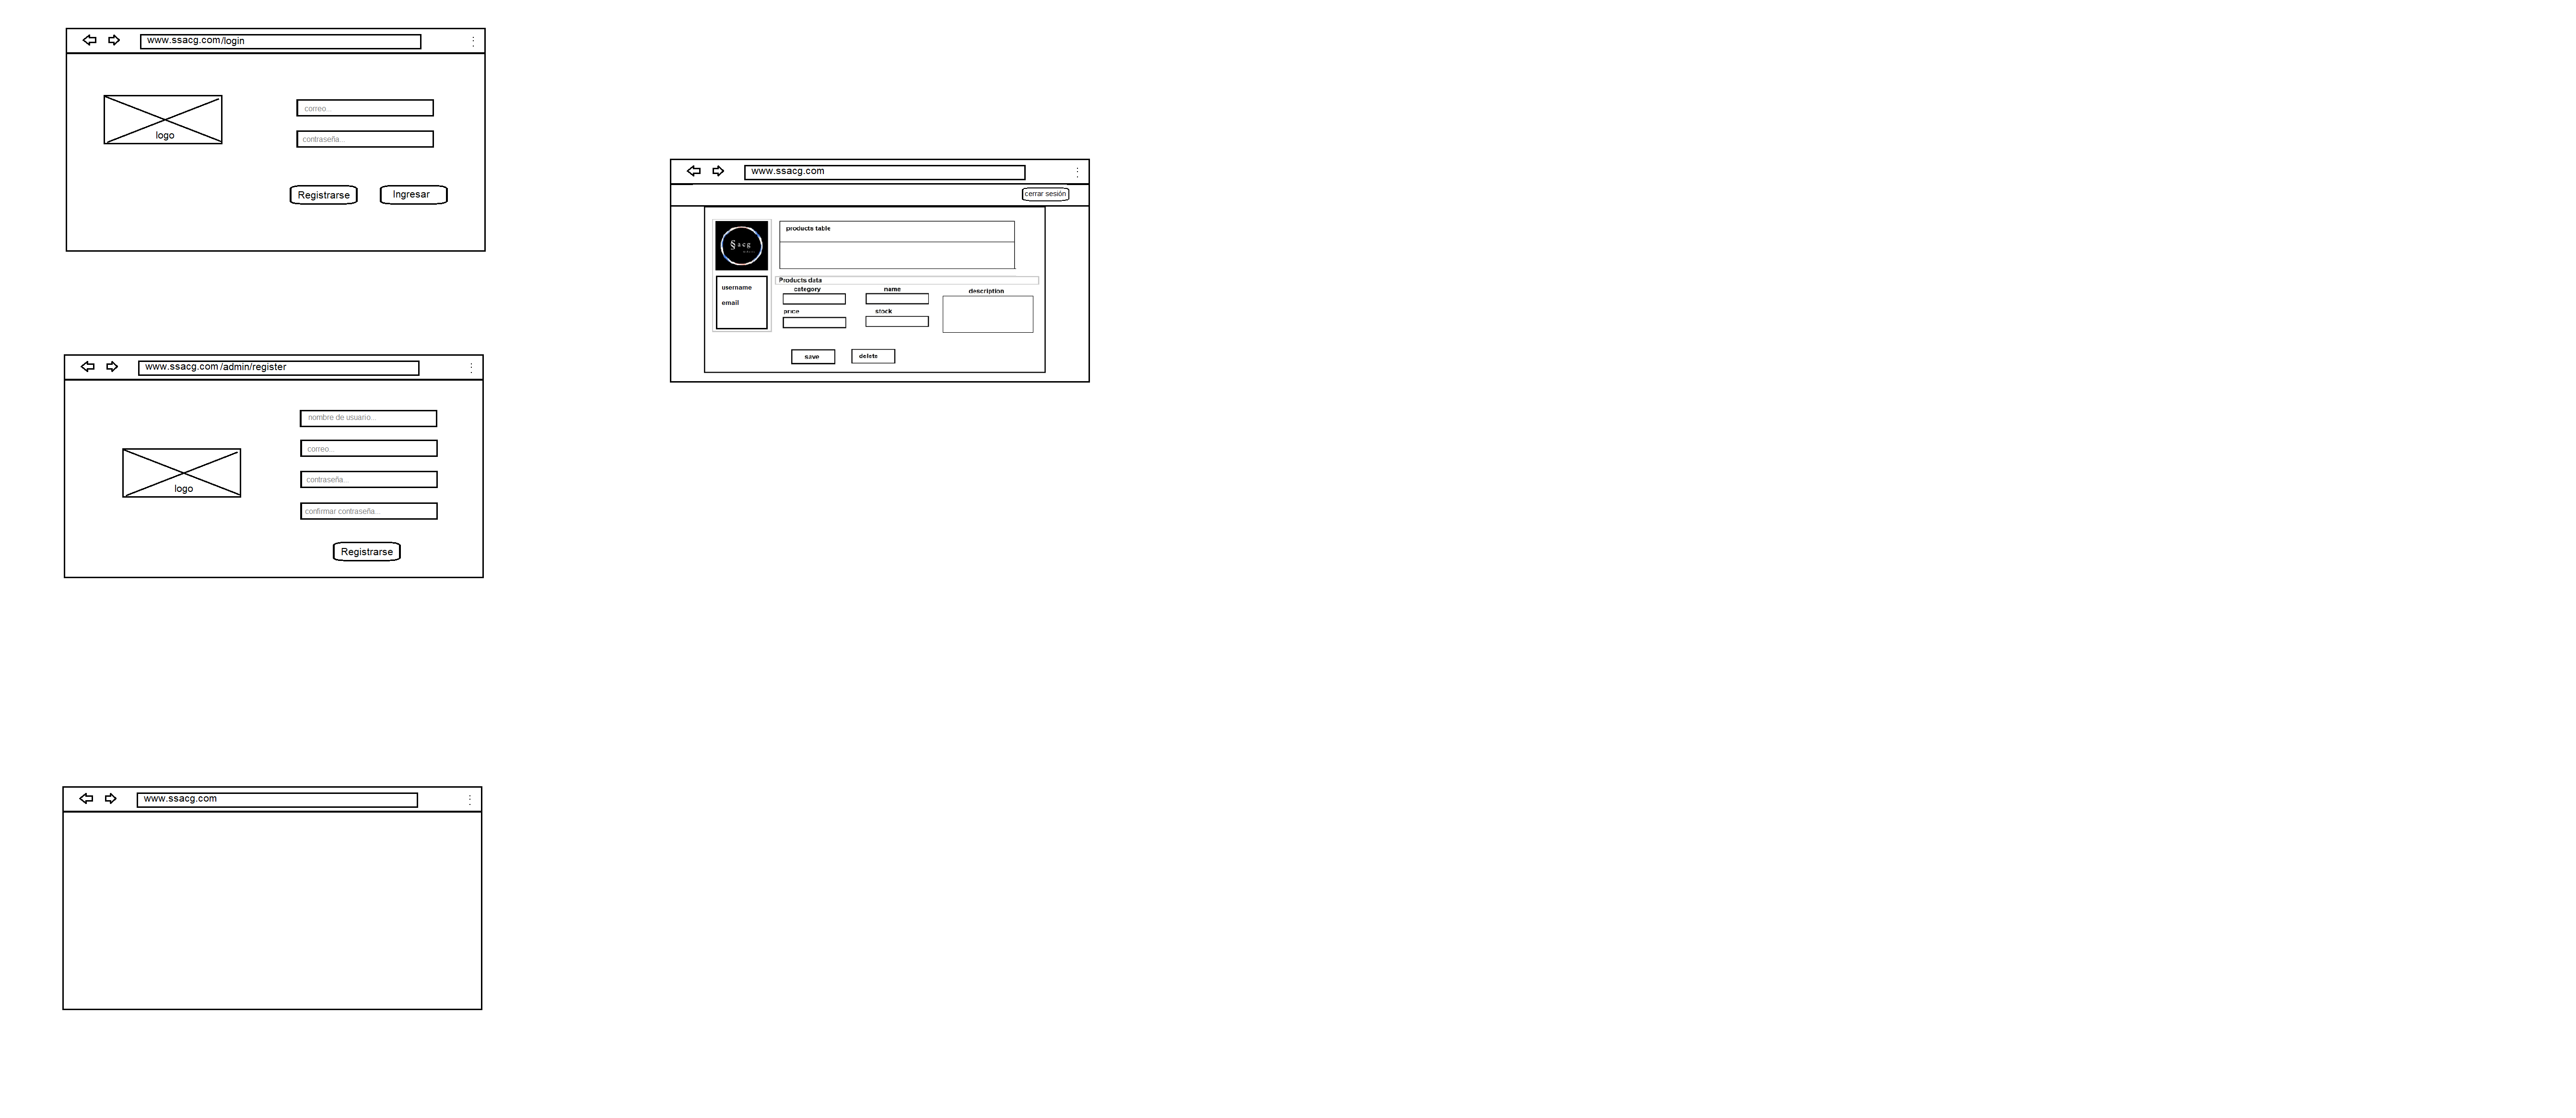 www.ssacg.com/login
correo...
contraseña...
logo
Registrarse
Ingresar
www.ssacg.com/admin/register
nombre de usuario...
correo...
contraseña...
logo
confirmar contraseña...
Registrarse
www.ssacg.com
www.ssacg.com
cerrar sesión
§ acg
products table
username
email
Products data
category
name
description
price
stock
save
delete